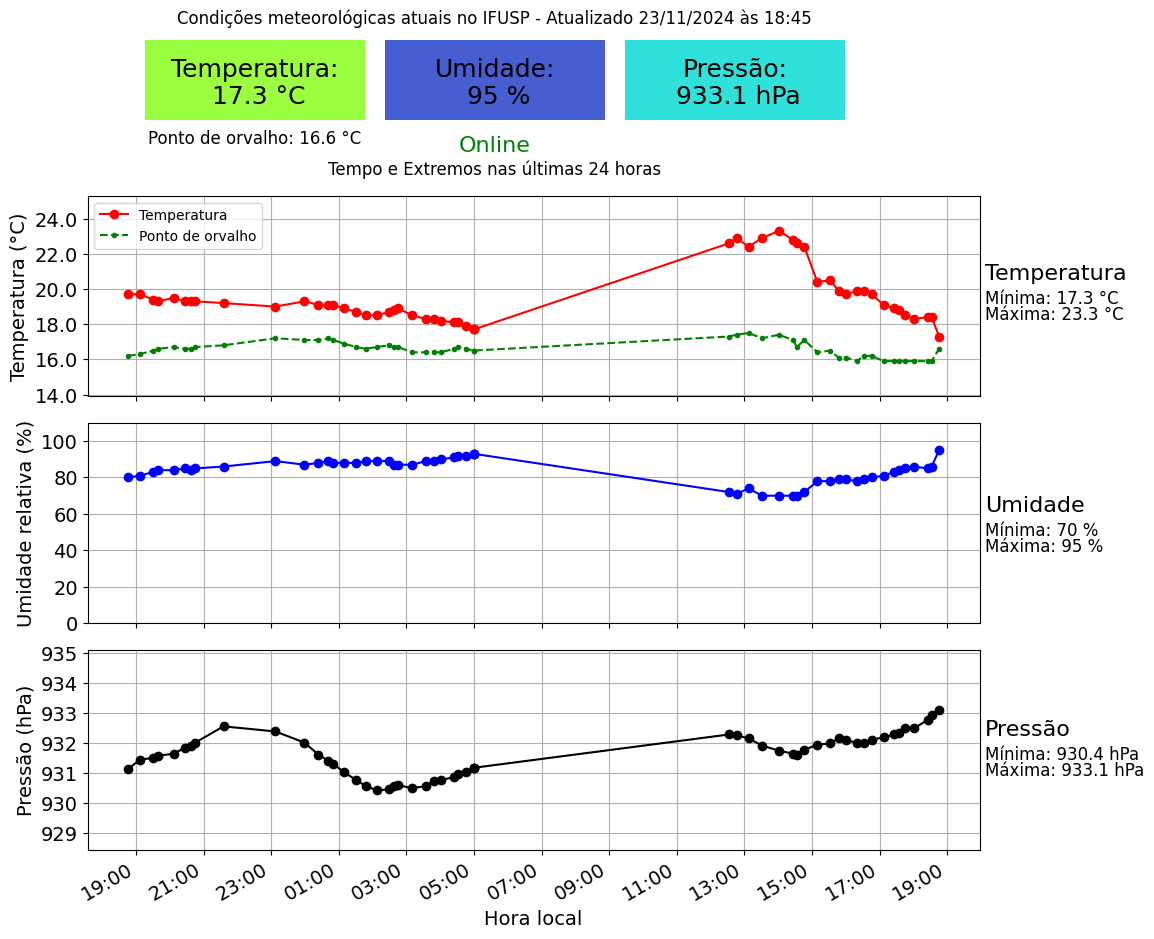 Condições meteorológicas atuais no IFUSP - Atualizado 23/11/2024 às 18:45
Temperatura:
17.3 °C
Umidade:
95 %
Pressão:
933.1 hPa
Ponto de orvalho: 16.6 °C
Online
Tempo e Extremos nas últimas 24 horas
Temperatura (°C)
24.0
22.0
20.0
18.0
16.0
14.0
Temperatura
Ponto de orvalho
Temperatura
Mínima: 17.3 °C
Máxima: 23.3 °C
Umidade relativa (%)
100
80
60
40
20
0
Umidade
Mínima: 70 %
Máxima: 95 %
Pressão (hPa)
935
934
933
932
931
930
929
Pressão
Mínima: 930.4 hPa
Máxima: 933.1 hPa
19:00 21:00 23:00 01:00 03:00 05:00 07:00 09:00 11:00 13:00 15:00 17:00 19:00
Hora local